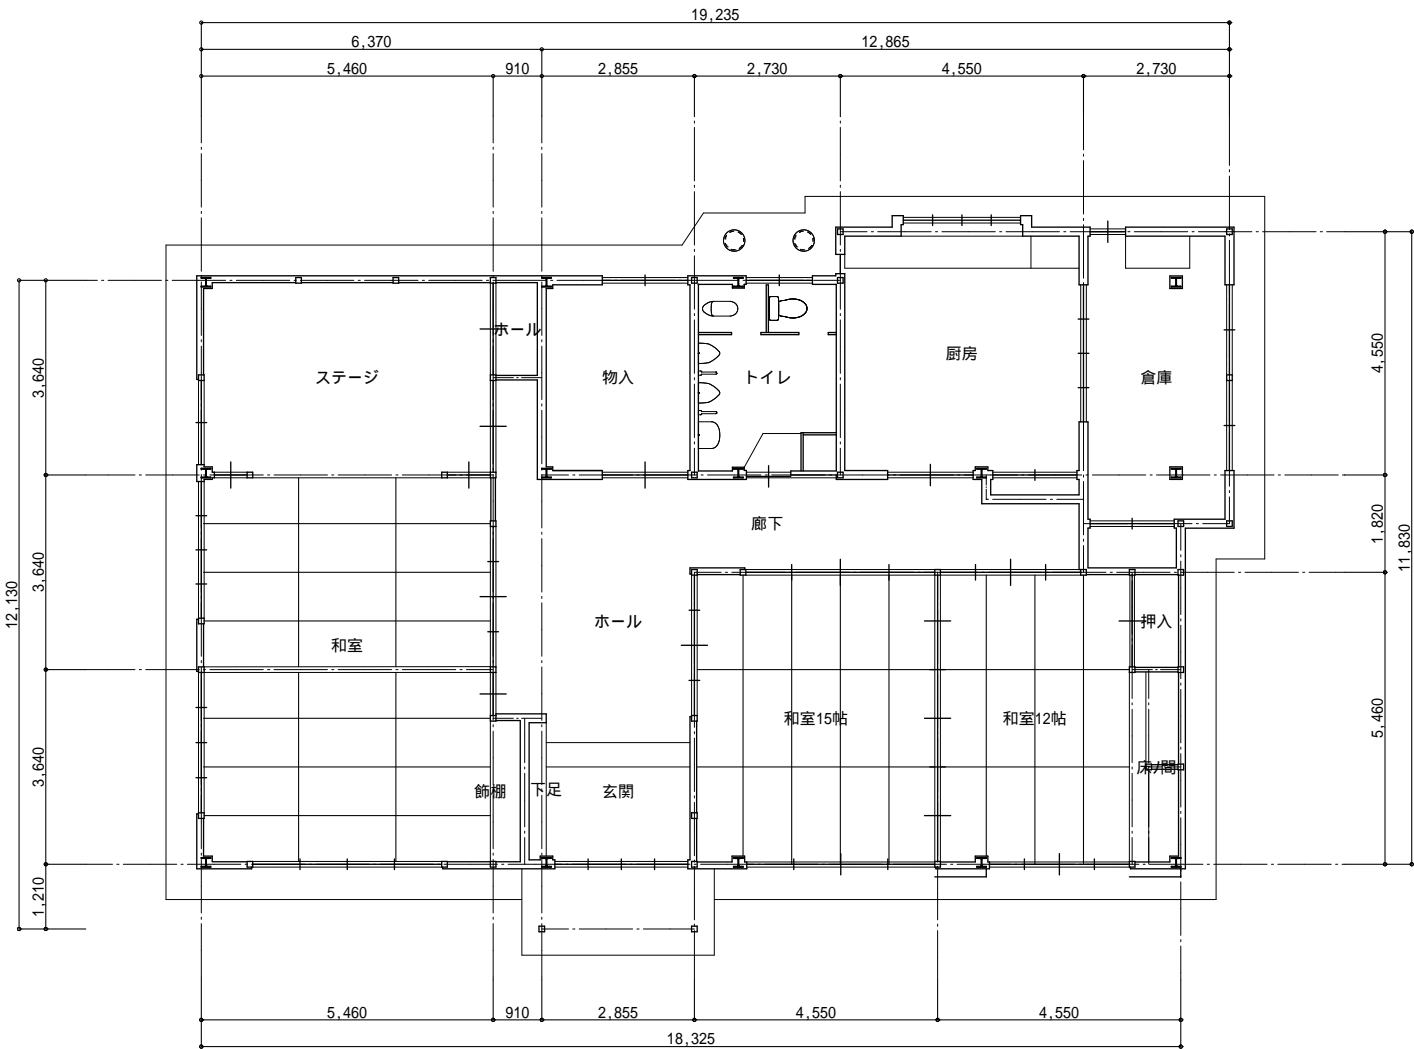 19,235
6,370
12,865
5,460
910
2,855
2,730
4,550
2,730
ホール
ステージ
物入
トイレ
厨房
倉庫
廊下
和室
ホール
押入
和室15帖
和室12帖
床ノ間
飾棚
下足
玄関
3,640
3,640
3,640
1,210
12,130
4,550
1,820
5,460
11,830
5,460
910
2,855
4,550
4,550
18,325